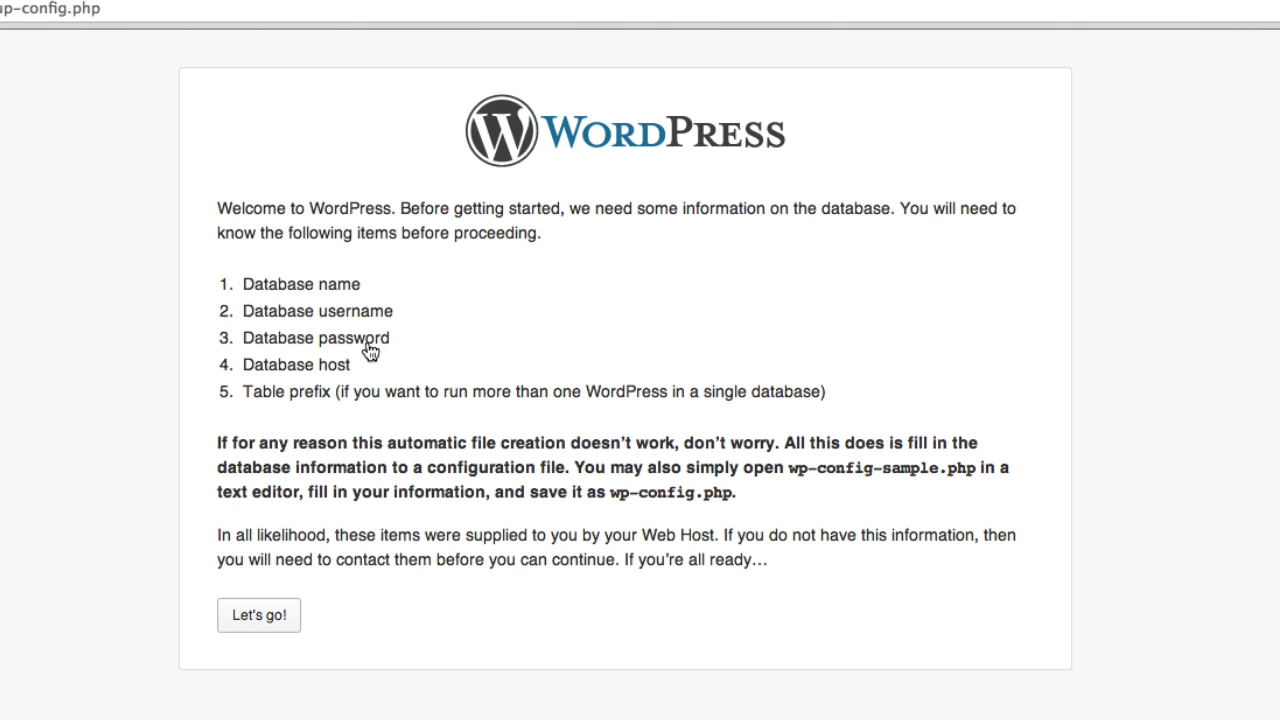 up-config.php
WORDPRESS
Welcome to WordPress. Before getting started, we need some information on the database. You will need to
know the following items before proceeding.
1. Database name
2. Database username
3. Database password
4. Database host
5. Table prefix (if you want to run more than one WordPress in a single database)
If for any reason this automatic file creation doesn't work, don't worry. All this does is fill in the
database information to a configuration file. You may also simply open wp-config-sample.php in a
text editor, fill in your information, and save it as wp-config.php.
In all likelihood, these items were supplied to you by your Web Host. If you do not have this information, then
you will need to contact them before you can continue. If you're all ready…
Let's go!